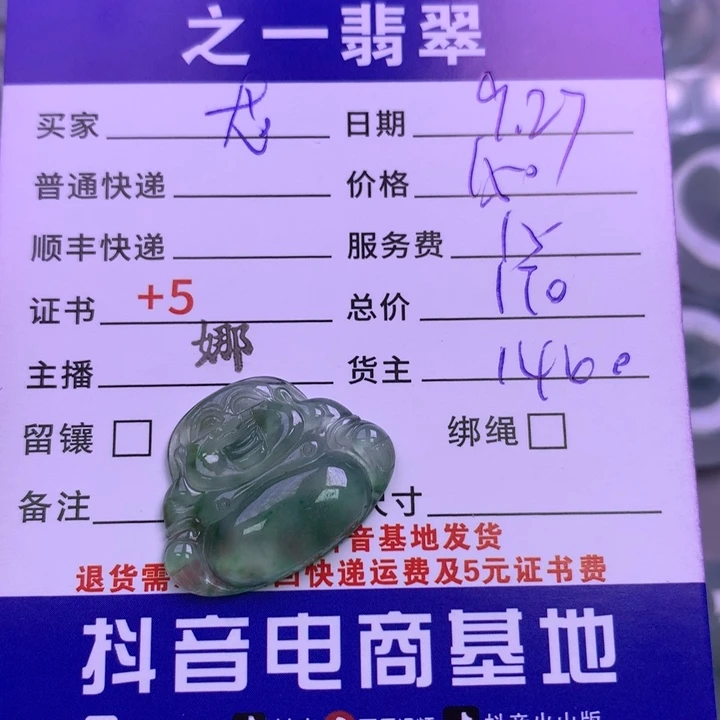 之一翡翠
买家 尤 日期 9.27
普通快递 价格 150
顺丰快递 服务费 15
证书 +5 总价 170
主播 娜 货主 1460
留镶 绑绳
备注 寸
音基地发货
退货需 回快递运费及5元证书费
抖音电商基地